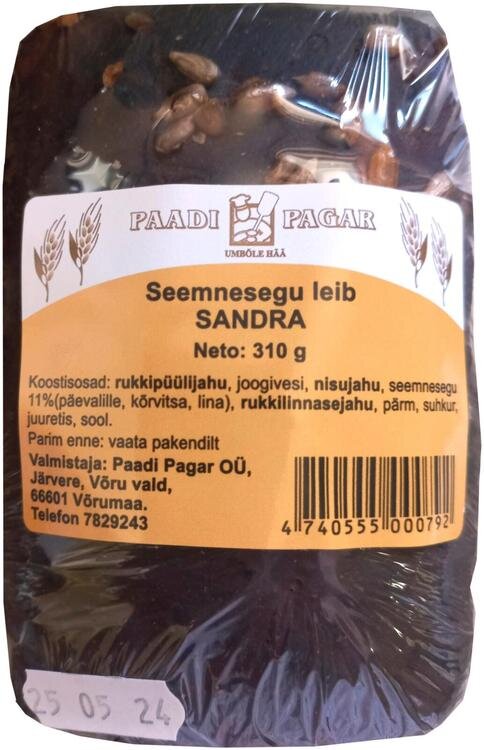 PAADI PAGAR
UMBÕLE HÄÄ
Seemnesegu leib
SANDRA
Neto: 310 g
Koostisosad: rukkipüülijahu, joogivesi, nisujahu, seemnesegu
11%(päevalille, kõrvitsa, lina), rukkilinnasejahu, pärm, suhkur,
juuretis, sool.
Parim enne: vaata pakendilt
Valmistaja: Paadi Pagar OÜ,
Järvere, Võru vald,
66601 Võrumaa.
Telefon 7829243
4 740555 000792
25 05 24